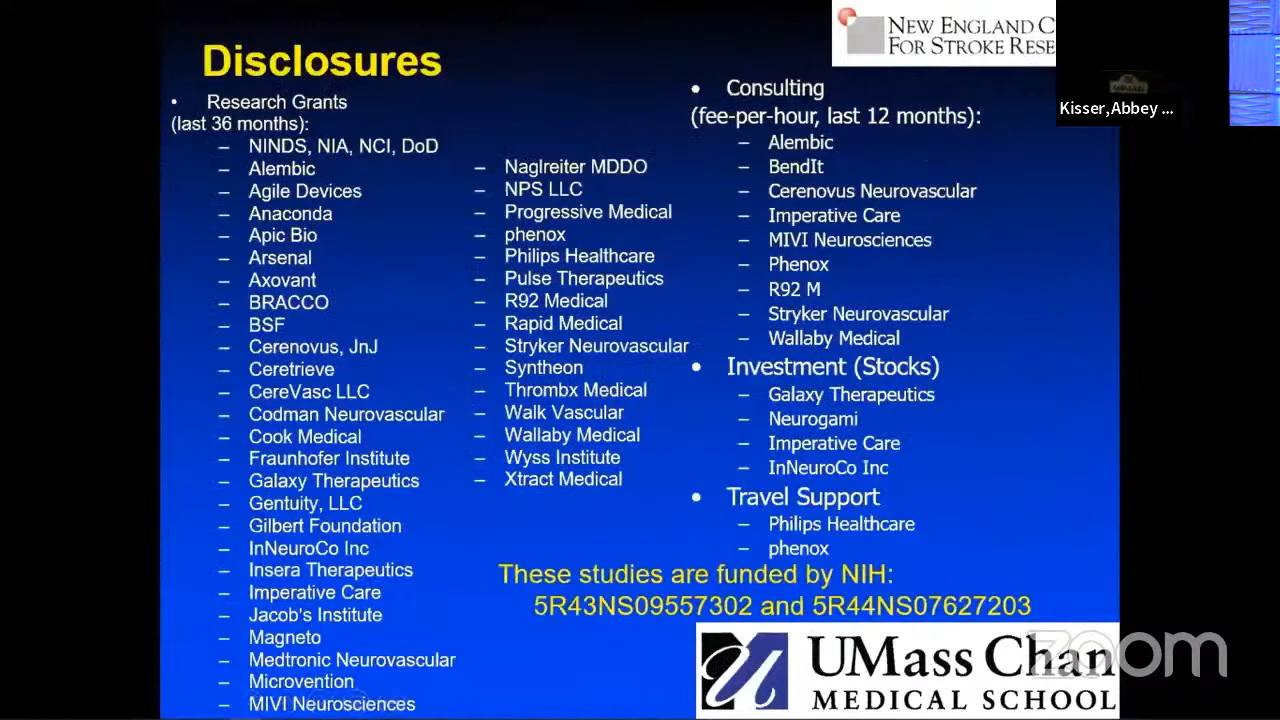 Disclosures
• Research Grants
(last 36 months):
– NINDS, NIA, NCI, DoD
– Alembic
– Agile Devices
– Anaconda
– Apic Bio
– Arsenal
– Axovant
– BRACCO
– BSF
– Cerenovus, JnJ
– Ceretrieve
– CereVasc LLC
– Codman Neurovascular
– Cook Medical
– Fraunhofer Institute
– Galaxy Therapeutics
– Gentuity, LLC
– Gilbert Foundation
– InNeuroCo Inc
– Insera Therapeutics
– Imperative Care
– Jacob's Institute
– Magneto
– Medtronic Neurovascular
– Microvention
– MIVI Neurosciences
– Naglreiter MDDO
– NPS LLC
– Progressive Medical
– phenox
– Philips Healthcare
– Pulse Therapeutics
– R92 Medical
– Rapid Medical
– Stryker Neurovascular
– Syntheon
– Thrombx Medical
– Walk Vascular
– Wallaby Medical
– Wyss Institute
– Xtract Medical
NEW ENGLAND C
FOR STROKE RESE
Kisser,Abbey ...
• Consulting
(fee-per-hour, last 12 months):
– Alembic
– BendIt
– Cerenovus Neurovascular
– Imperative Care
– MIVI Neurosciences
– Phenox
– R92 M
– Stryker Neurovascular
– Wallaby Medical
• Investment (Stocks)
– Galaxy Therapeutics
– Neurogami
– Imperative Care
– InNeuroCo Inc
• Travel Support
– Philips Healthcare
– phenox
These studies are funded by NIH:
5R43NS09557302 and 5R44NS07627203
UMass Chan
MEDICAL SCHOOL
zoom